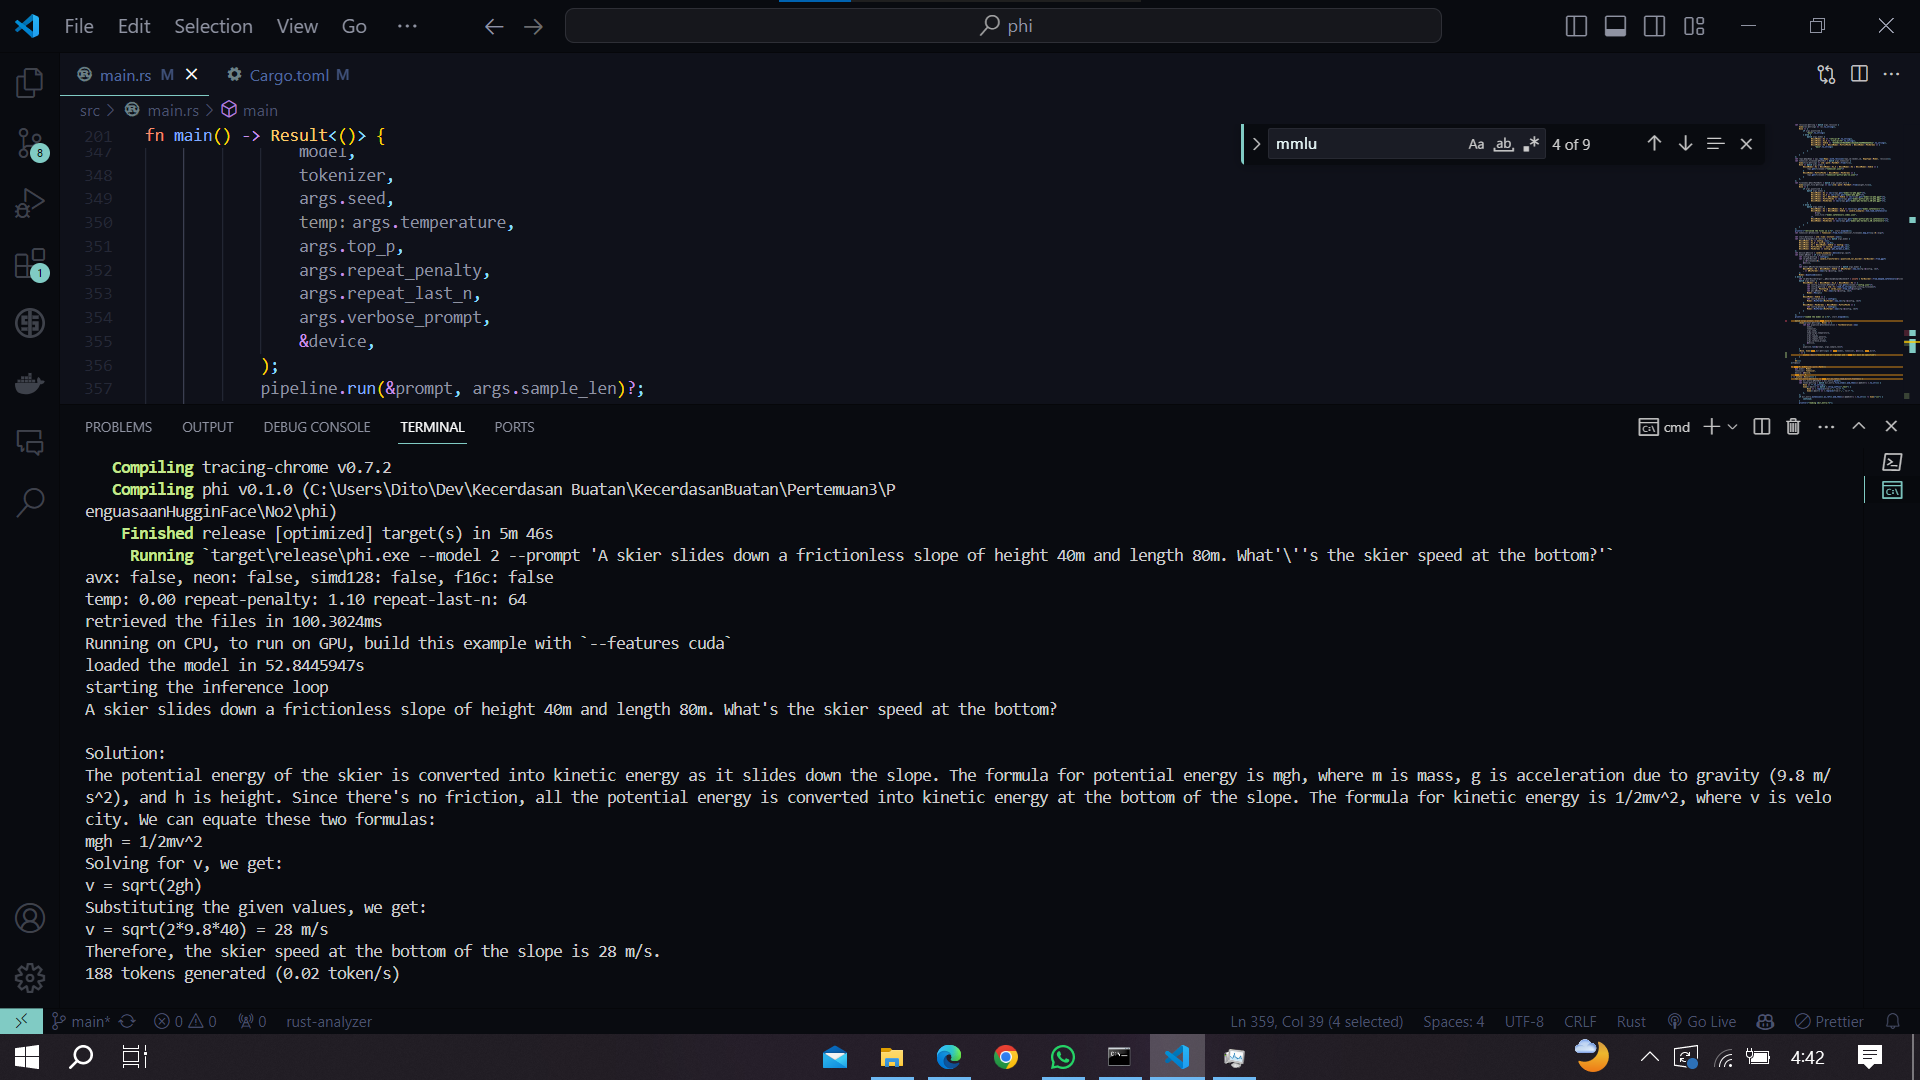 File Edit Selection View Go ··· phi
main.rs M Cargo.toml M
src > main.rs > main
201 fn main() -> Result<()> {
347 model,
348 tokenizer,
349 args.seed,
350 temp: args.temperature,
351 args.top_p,
352 args.repeat_penalty,
353 args.repeat_last_n,
354 args.verbose_prompt,
355 &device,
356 );
357 pipeline.run(&prompt, args.sample_len)?;
mmlu Aa ab .* 4 of 9
PROBLEMS OUTPUT DEBUG CONSOLE TERMINAL PORTS cmd
Compiling tracing-chrome v0.7.2
Compiling phi v0.1.0 (C:\Users\Dito\Dev\Kecerdasan Buatan\KecerdasanBuatan\Pertemuan3\P
enguasaanHugginFace\No2\phi)
Finished release [optimized] target(s) in 5m 46s
Running `target\release\phi.exe --model 2 --prompt 'A skier slides down a frictionless slope of height 40m and length 80m. What'\''s the skier speed at the bottom?'`
avx: false, neon: false, simd128: false, f16c: false
temp: 0.00 repeat-penalty: 1.10 repeat-last-n: 64
retrieved the files in 100.3024ms
Running on CPU, to run on GPU, build this example with `--features cuda`
loaded the model in 52.8445947s
starting the inference loop
A skier slides down a frictionless slope of height 40m and length 80m. What's the skier speed at the bottom?
Solution:
The potential energy of the skier is converted into kinetic energy as it slides down the slope. The formula for potential energy is mgh, where m is mass, g is acceleration due to gravity (9.8 m/
s^2), and h is height. Since there's no friction, all the potential energy is converted into kinetic energy at the bottom of the slope. The formula for kinetic energy is 1/2mv^2, where v is velo
city. We can equate these two formulas:
mgh = 1/2mv^2
Solving for v, we get:
v = sqrt(2gh)
Substituting the given values, we get:
v = sqrt(2*9.8*40) = 28 m/s
Therefore, the skier speed at the bottom of the slope is 28 m/s.
188 tokens generated (0.02 token/s)
8
1
main* 0 0 0 rust-analyzer Ln 359, Col 39 (4 selected) Spaces: 4 UTF-8 CRLF Rust Go Live Prettier
4:42